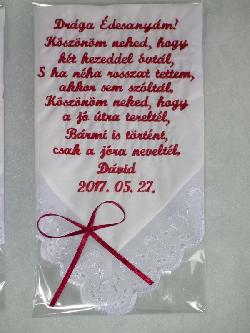 Drága Édesanyám!
Köszönöm neked, hogy
két kezeddel óvtál,
S ha néha rosszat tettem,
akkor sem szóltál,
Köszönöm neked, hogy
a jó útra tereltél,
Bármi is történt,
csak a jóra neveltél,
Dávid
2017. 05. 27.